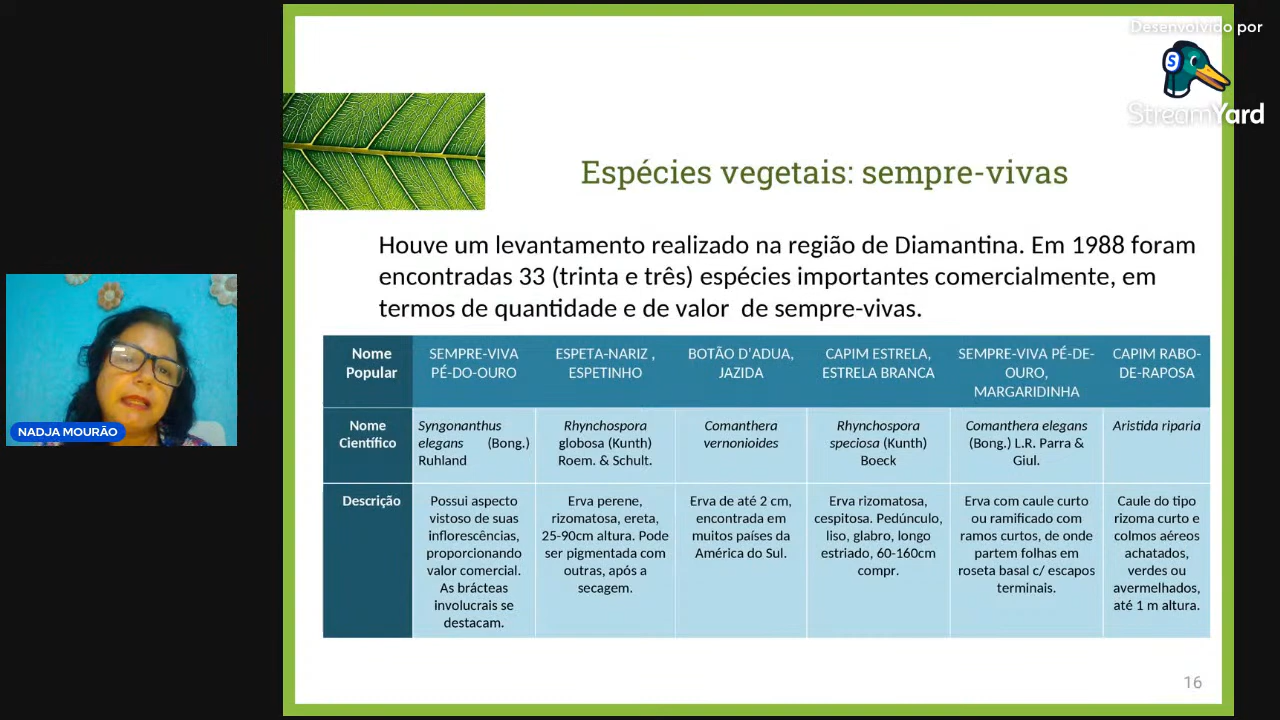 Desenvolvido por
S
StreamYard
Espécies vegetais: sempre-vivas
Houve um levantamento realizado na região de Diamantina. Em 1988 foram
encontradas 33 (trinta e três) espécies importantes comercialmente, em
termos de quantidade e de valor de sempre-vivas.
Nome
Popular
SEMPRE-VIVA
PÉ-DO-OURO
ESPETA-NARIZ ,
ESPETINHO
BOTÃO D'ADUA,
JAZIDA
CAPIM ESTRELA,
ESTRELA BRANCA
SEMPRE-VIVA PÉ-DE-
OURO,
MARGARIDINHA
CAPIM RABO-
DE-RAPOSA
Nome
Científico
Syngonanthus
elegans (Bong.)
Ruhland
Rhynchospora
globosa (Kunth)
Roem. & Schult.
Comanthera
vernonioides
Rhynchospora
speciosa (Kunth)
Boeck
Comanthera elegans
(Bong.) L.R. Parra &
Giul.
Aristida riparia
Descrição
Possui aspecto
vistoso de suas
inflorescências,
proporcionando
valor comercial.
As brácteas
involucrais se
destacam.
Erva perene,
rizomatosa, ereta,
25-90cm altura. Pode
ser pigmentada com
outras, após a
secagem.
Erva de até 2 cm,
encontrada em
muitos países da
América do Sul.
Erva rizomatosa,
cespitosa. Pedúnculo,
liso, glabro, longo
estriado, 60-160cm
compr.
Erva com caule curto
ou ramificado com
ramos curtos, de onde
partem folhas em
roseta basal c/ escapos
terminais.
Caule do tipo
rizoma curto e
colmos aéreos
achatados,
verdes ou
avermelhados,
até 1 m altura.
NADJA MOURÃO
16